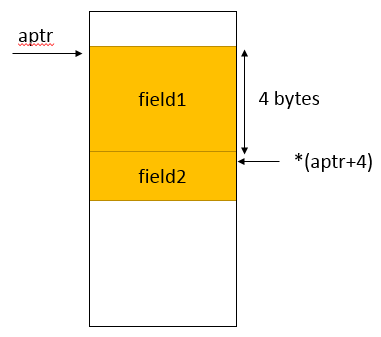 aptr
field1
4 bytes
*(aptr+4)
field2